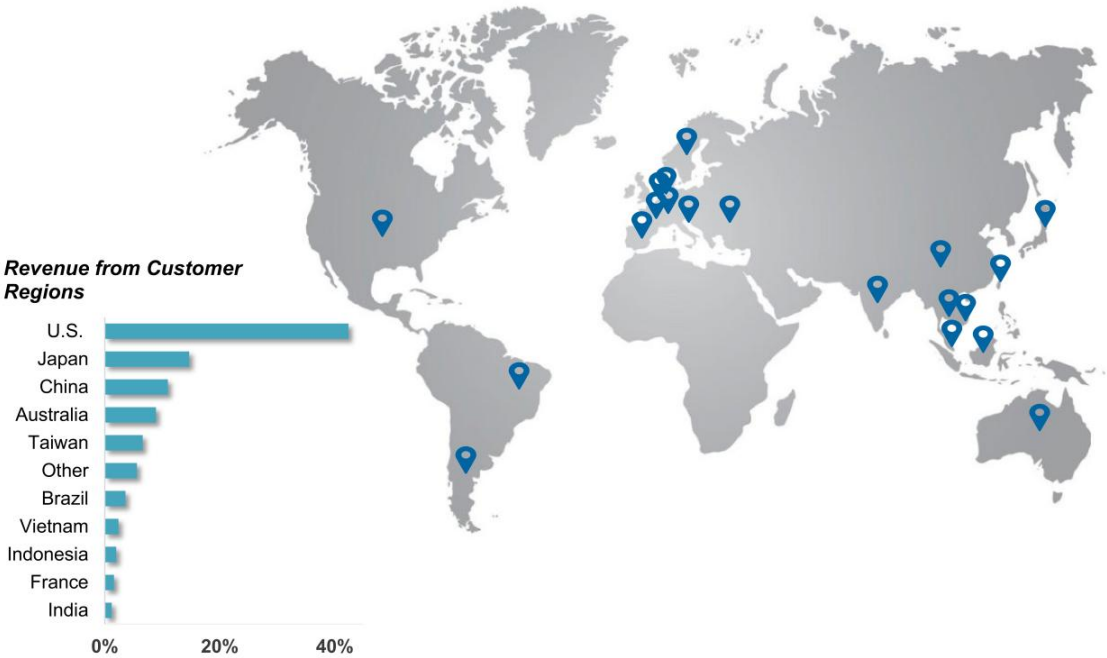 Revenue from Customer
Regions
U.S.
Japan
China
Australia
Taiwan
Other
Brazil
Vietnam
Indonesia
France
India
0% 20% 40%